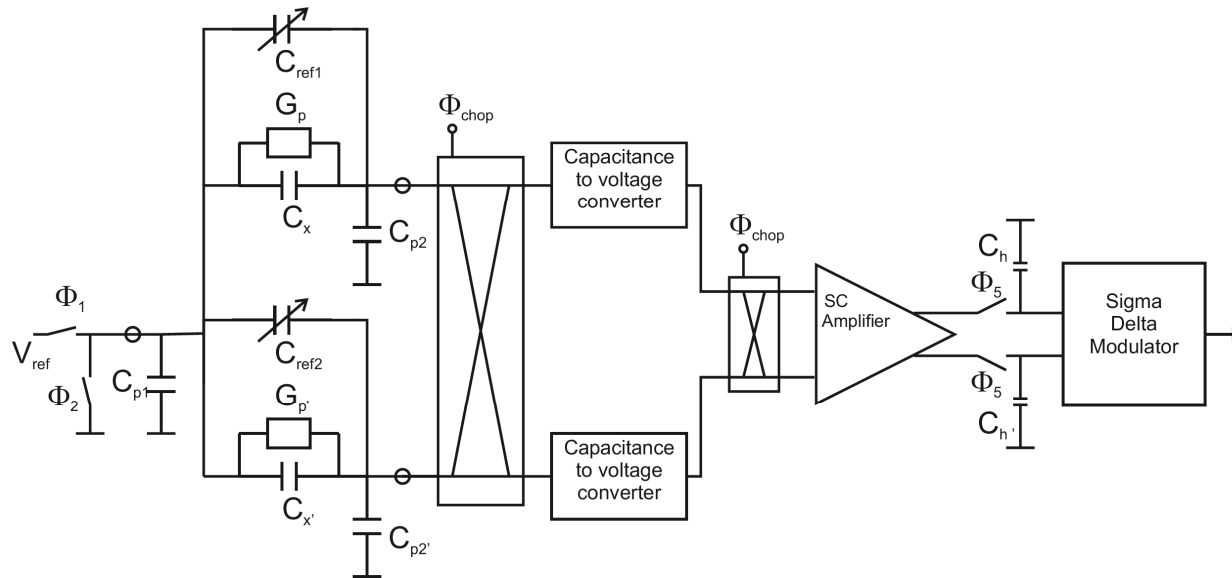 C_ref1
G_p
C_x
C_p2
Φ_chop
Capacitance
to voltage
converter
Φ_chop
Φ_1
V_ref
Φ_2
C_p1
C_ref2
G_p'
C_x'
C_p2'
Capacitance
to voltage
converter
SC
Amplifier
C_h
Φ_5
Φ_5
C_h'
Sigma
Delta
Modulator